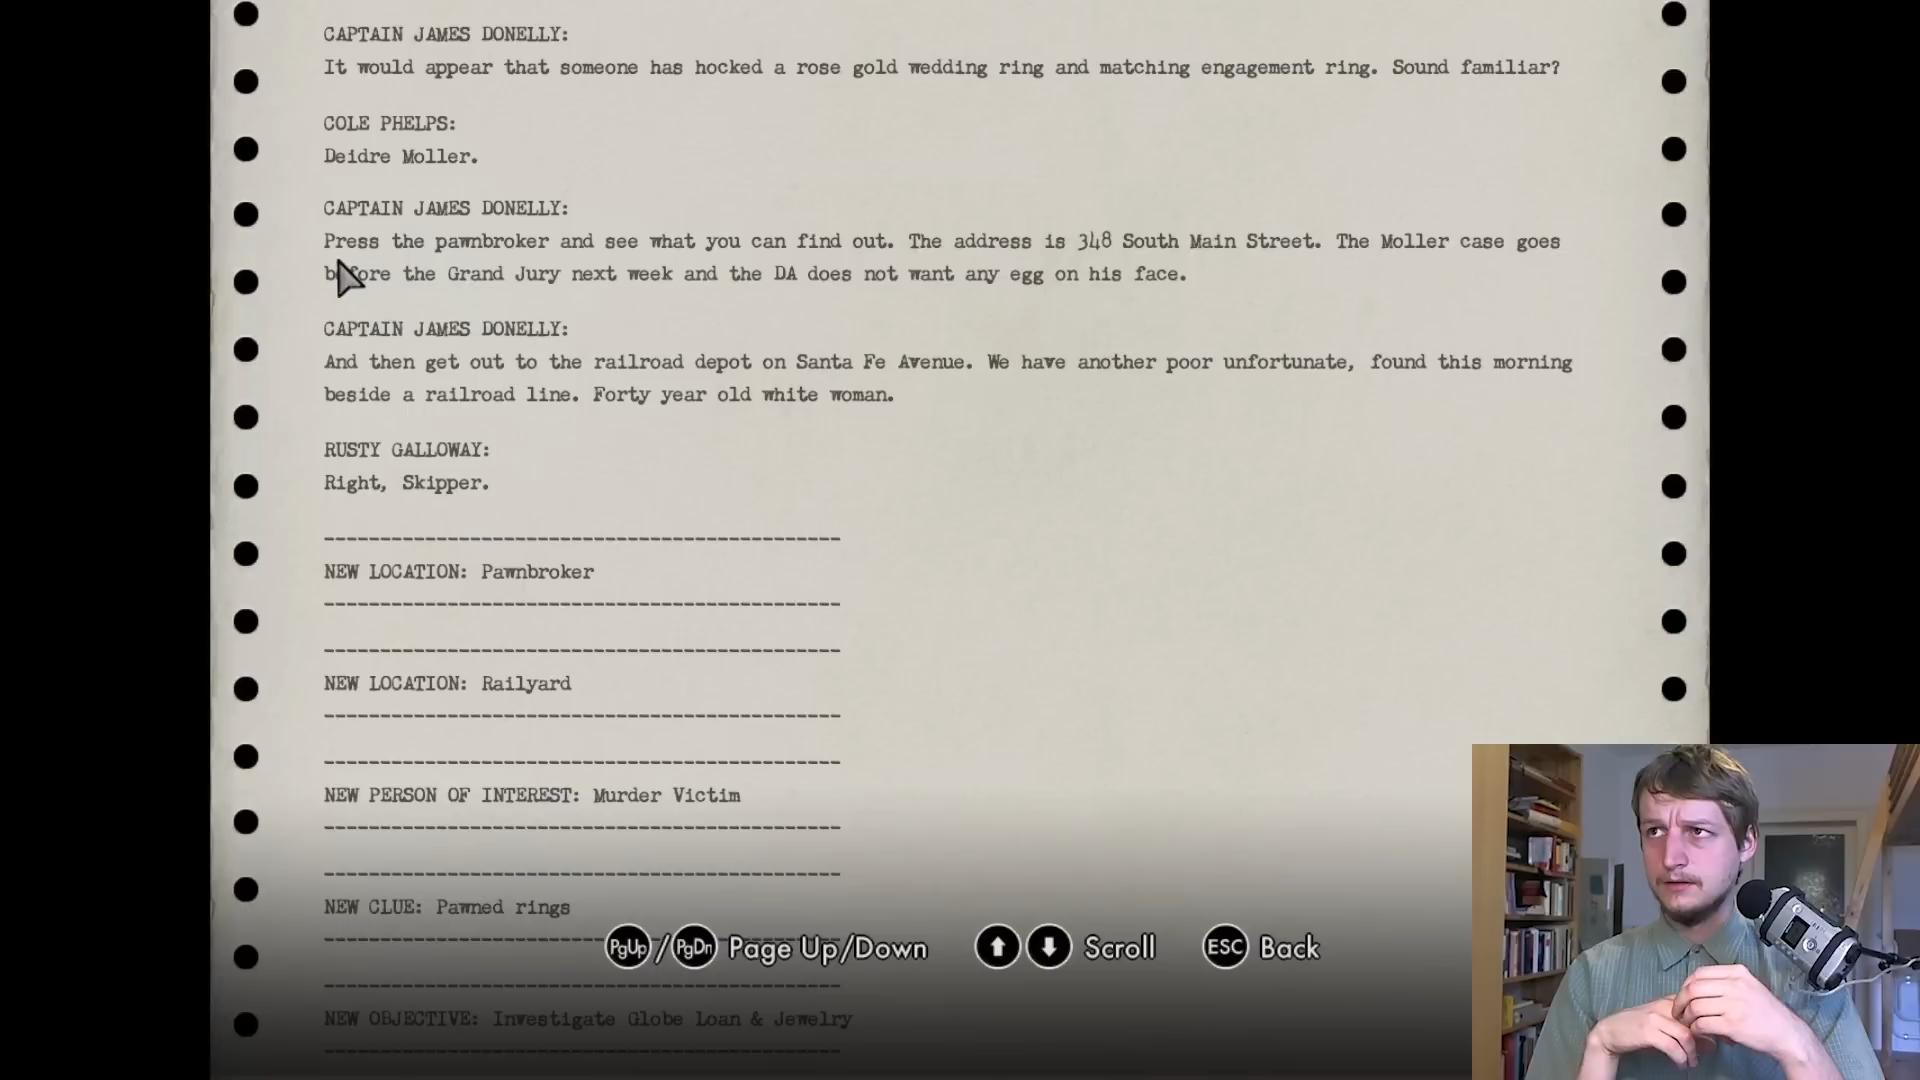 CAPTAIN JAMES DONELLY:
It would appear that someone has hocked a rose gold wedding ring and matching engagement ring. Sound familiar?
COLE PHELPS:
Deidre Moller.
CAPTAIN JAMES DONELLY:
Press the pawnbroker and see what you can find out. The address is 348 South Main Street. The Moller case goes
before the Grand Jury next week and the DA does not want any egg on his face.
CAPTAIN JAMES DONELLY:
And then get out to the railroad depot on Santa Fe Avenue. We have another poor unfortunate, found this morning
beside a railroad line. Forty year old white woman.
RUSTY GALLOWAY:
Right, Skipper.
NEW LOCATION: Pawnbroker
NEW LOCATION: Railyard
NEW PERSON OF INTEREST: Murder Victim
NEW CLUE: Pawned rings
PgUp/PgDn Page Up/Down Scroll ESC Back
NEW OBJECTIVE: Investigate Globe Loan & Jewelry